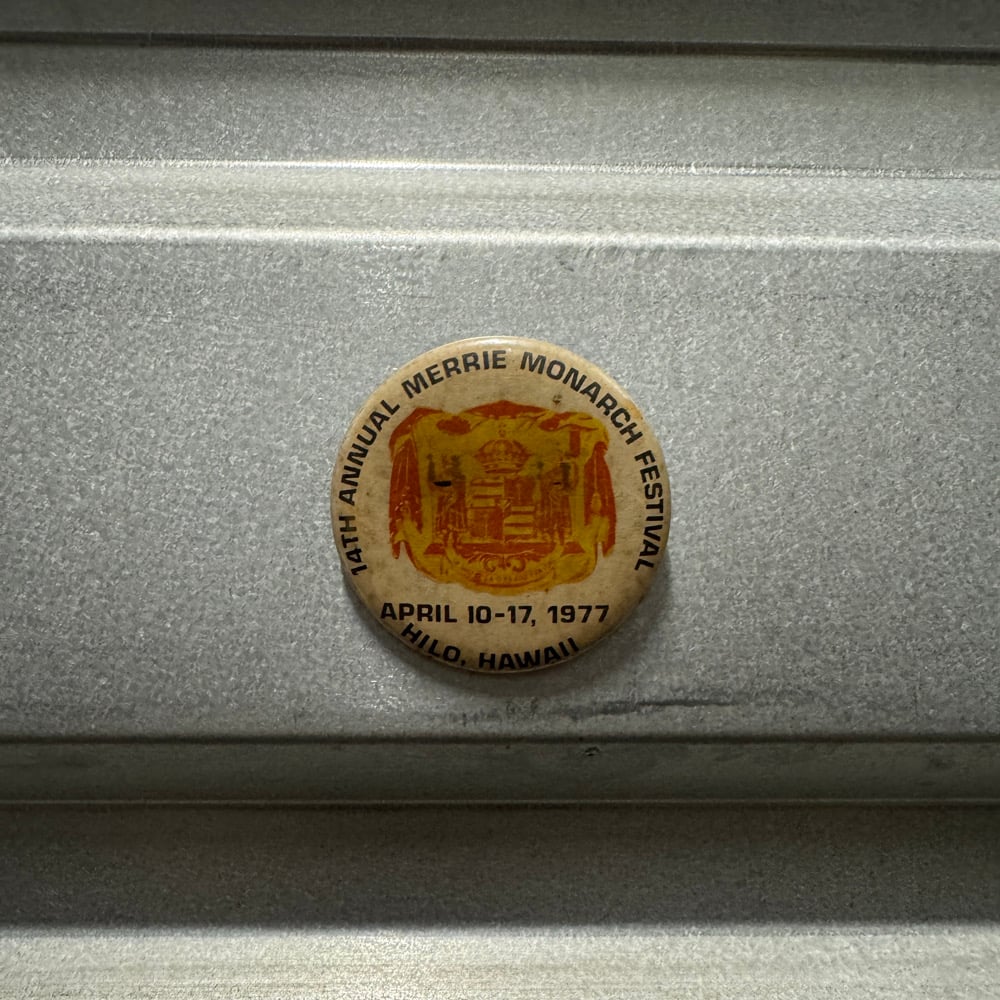 14TH ANNUAL MERRIE MONARCH FESTIVAL
APRIL 10-17, 1977
HILO, HAWAII